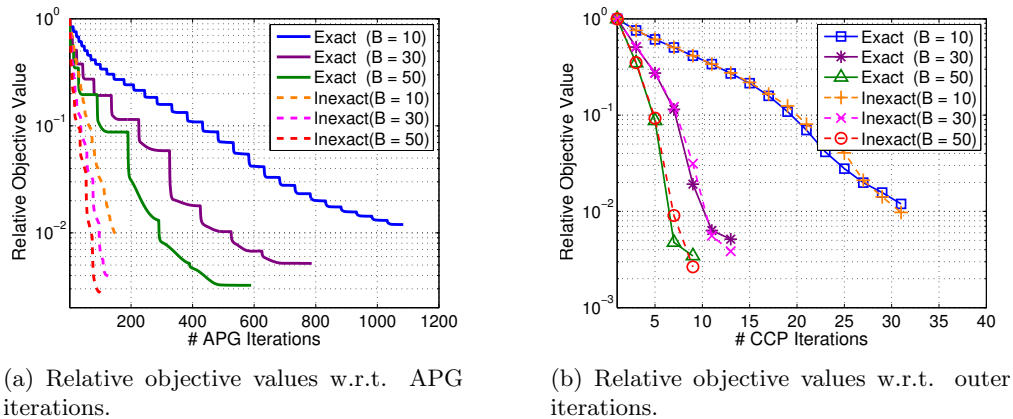 10^0
10^-1
10^-2
Relative Objective Value
Exact (B = 10)
Exact (B = 30)
Exact (B = 50)
Inexact(B = 10)
Inexact(B = 30)
Inexact(B = 50)
200 400 600 800 1000 1200
# APG Iterations
(a) Relative objective values w.r.t. APG
iterations.
10^0
10^-1
10^-2
10^-3
Relative Objective Value
Exact (B = 10)
Exact (B = 30)
Exact (B = 50)
Inexact(B = 10)
Inexact(B = 30)
Inexact(B = 50)
5 10 15 20 25 30 35 40
# CCP Iterations
(b) Relative objective values w.r.t. outer
iterations.